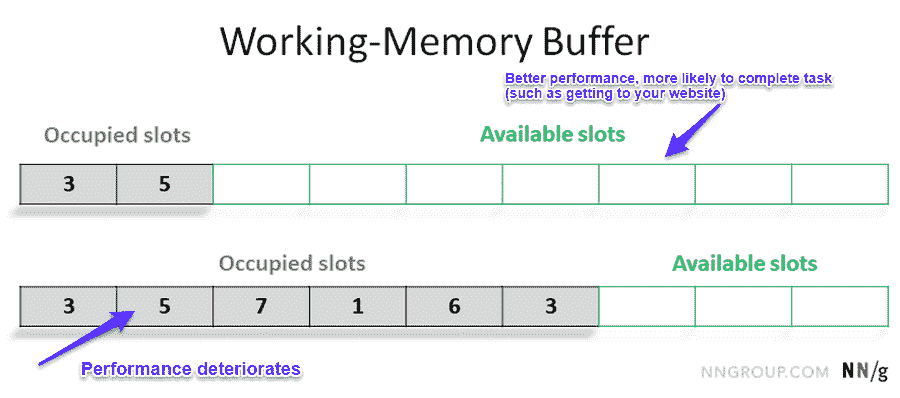 Working-Memory Buffer
Better performance, more likely to complete task
(such as getting to your website)
Occupied slots Available slots
3 5
Occupied slots Available slots
3 5 7 1 6 3
Performance deteriorates
NNGROUP.COM NN/g